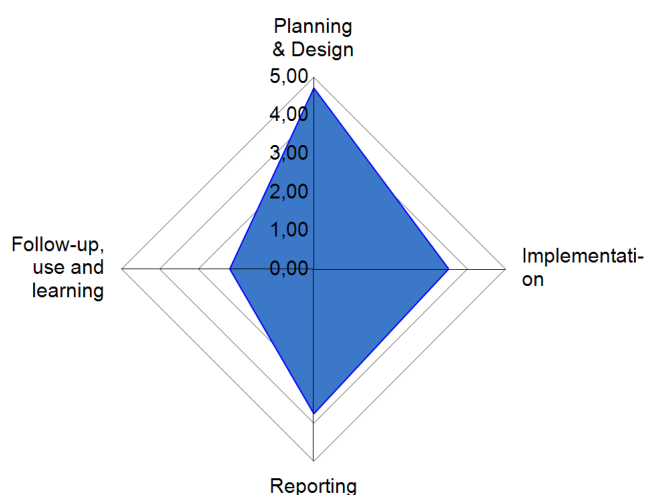 Planning
& Design
5,00
4,00
3,00
2,00
1,00
0,00
Follow-up,
use and
learning
Implementati-
on
Reporting